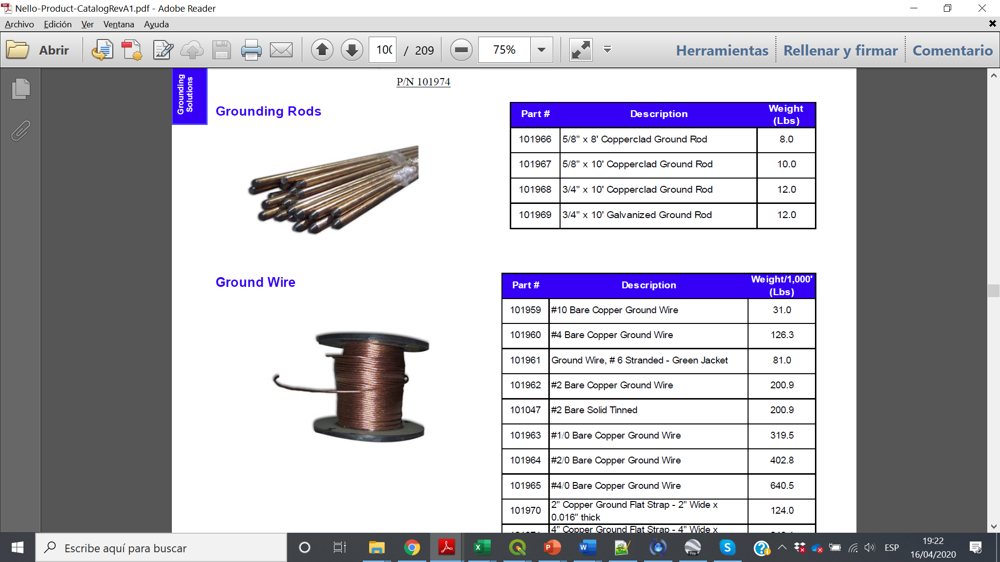 Nello-Product-CatalogRevA1.pdf - Adobe Reader
Archivo Edición Ver Ventana Ayuda
Abrir / 209 75% Herramientas Rellenar y firmar Comentario
P/N 101974
Grounding
Solutions
Grounding Rods
Part # Description Weight
(Lbs)
101966 5/8" x 8' Copperclad Ground Rod 8.0
101967 5/8" x 10' Copperclad Ground Rod 10.0
101968 3/4" x 10' Copperclad Ground Rod 12.0
101969 3/4" x 10' Galvanized Ground Rod 12.0
Ground Wire
Part # Description Weight/1,000'
(Lbs)
101959 #10 Bare Copper Ground Wire 31.0
101960 #4 Bare Copper Ground Wire 126.3
101961 Ground Wire, # 6 Stranded - Green Jacket 81.0
101962 #2 Bare Copper Ground Wire 200.9
101047 #2 Bare Solid Tinned 200.9
101963 #1/0 Bare Copper Ground Wire 319.5
101964 #2/0 Bare Copper Ground Wire 402.8
101965 #4/0 Bare Copper Ground Wire 640.5
101970 2" Copper Ground Flat Strap - 2" Wide x
0.016" thick 124.0
4" Copper Ground Flat Strap - 4" Wide x
Escribe aquí para buscar
Pro
ESP
19:22
16/04/2020